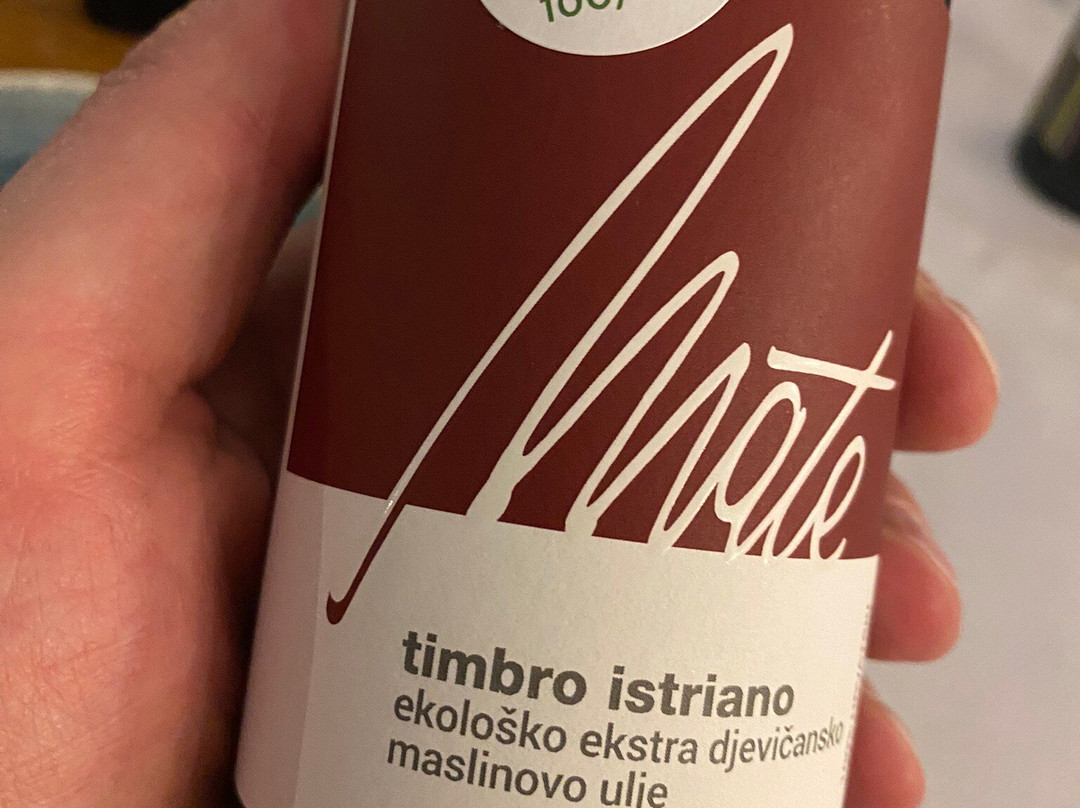 Mate
timbro istriano
ekološko ekstra djevičansko
maslinovo ulje